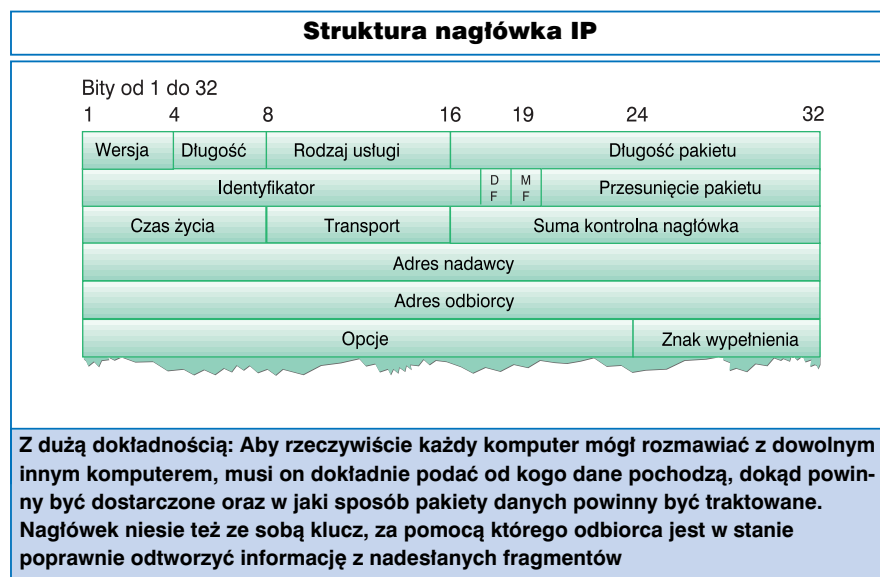 Struktura nagłówka IP
Bity od 1 do 32
1 4 8 16 19 24 32
Wersja Długość Rodzaj usługi Długość pakietu
Identyfikator D F M F Przesunięcie pakietu
Czas życia Transport Suma kontrolna nagłówka
Adres nadawcy
Adres odbiorcy
Opcje Znak wypełnienia
Z dużą dokładnością: Aby rzeczywiście każdy komputer mógł rozmawiać z dowolnym
innym komputerem, musi on dokładnie podać od kogo dane pochodzą, dokąd powin-
ny być dostarczone oraz w jaki sposób pakiety danych powinny być traktowane.
Nagłówek niesie też ze sobą klucz, za pomocą którego odbiorca jest w stanie
poprawnie odtworzyć informację z nadesłanych fragmentów